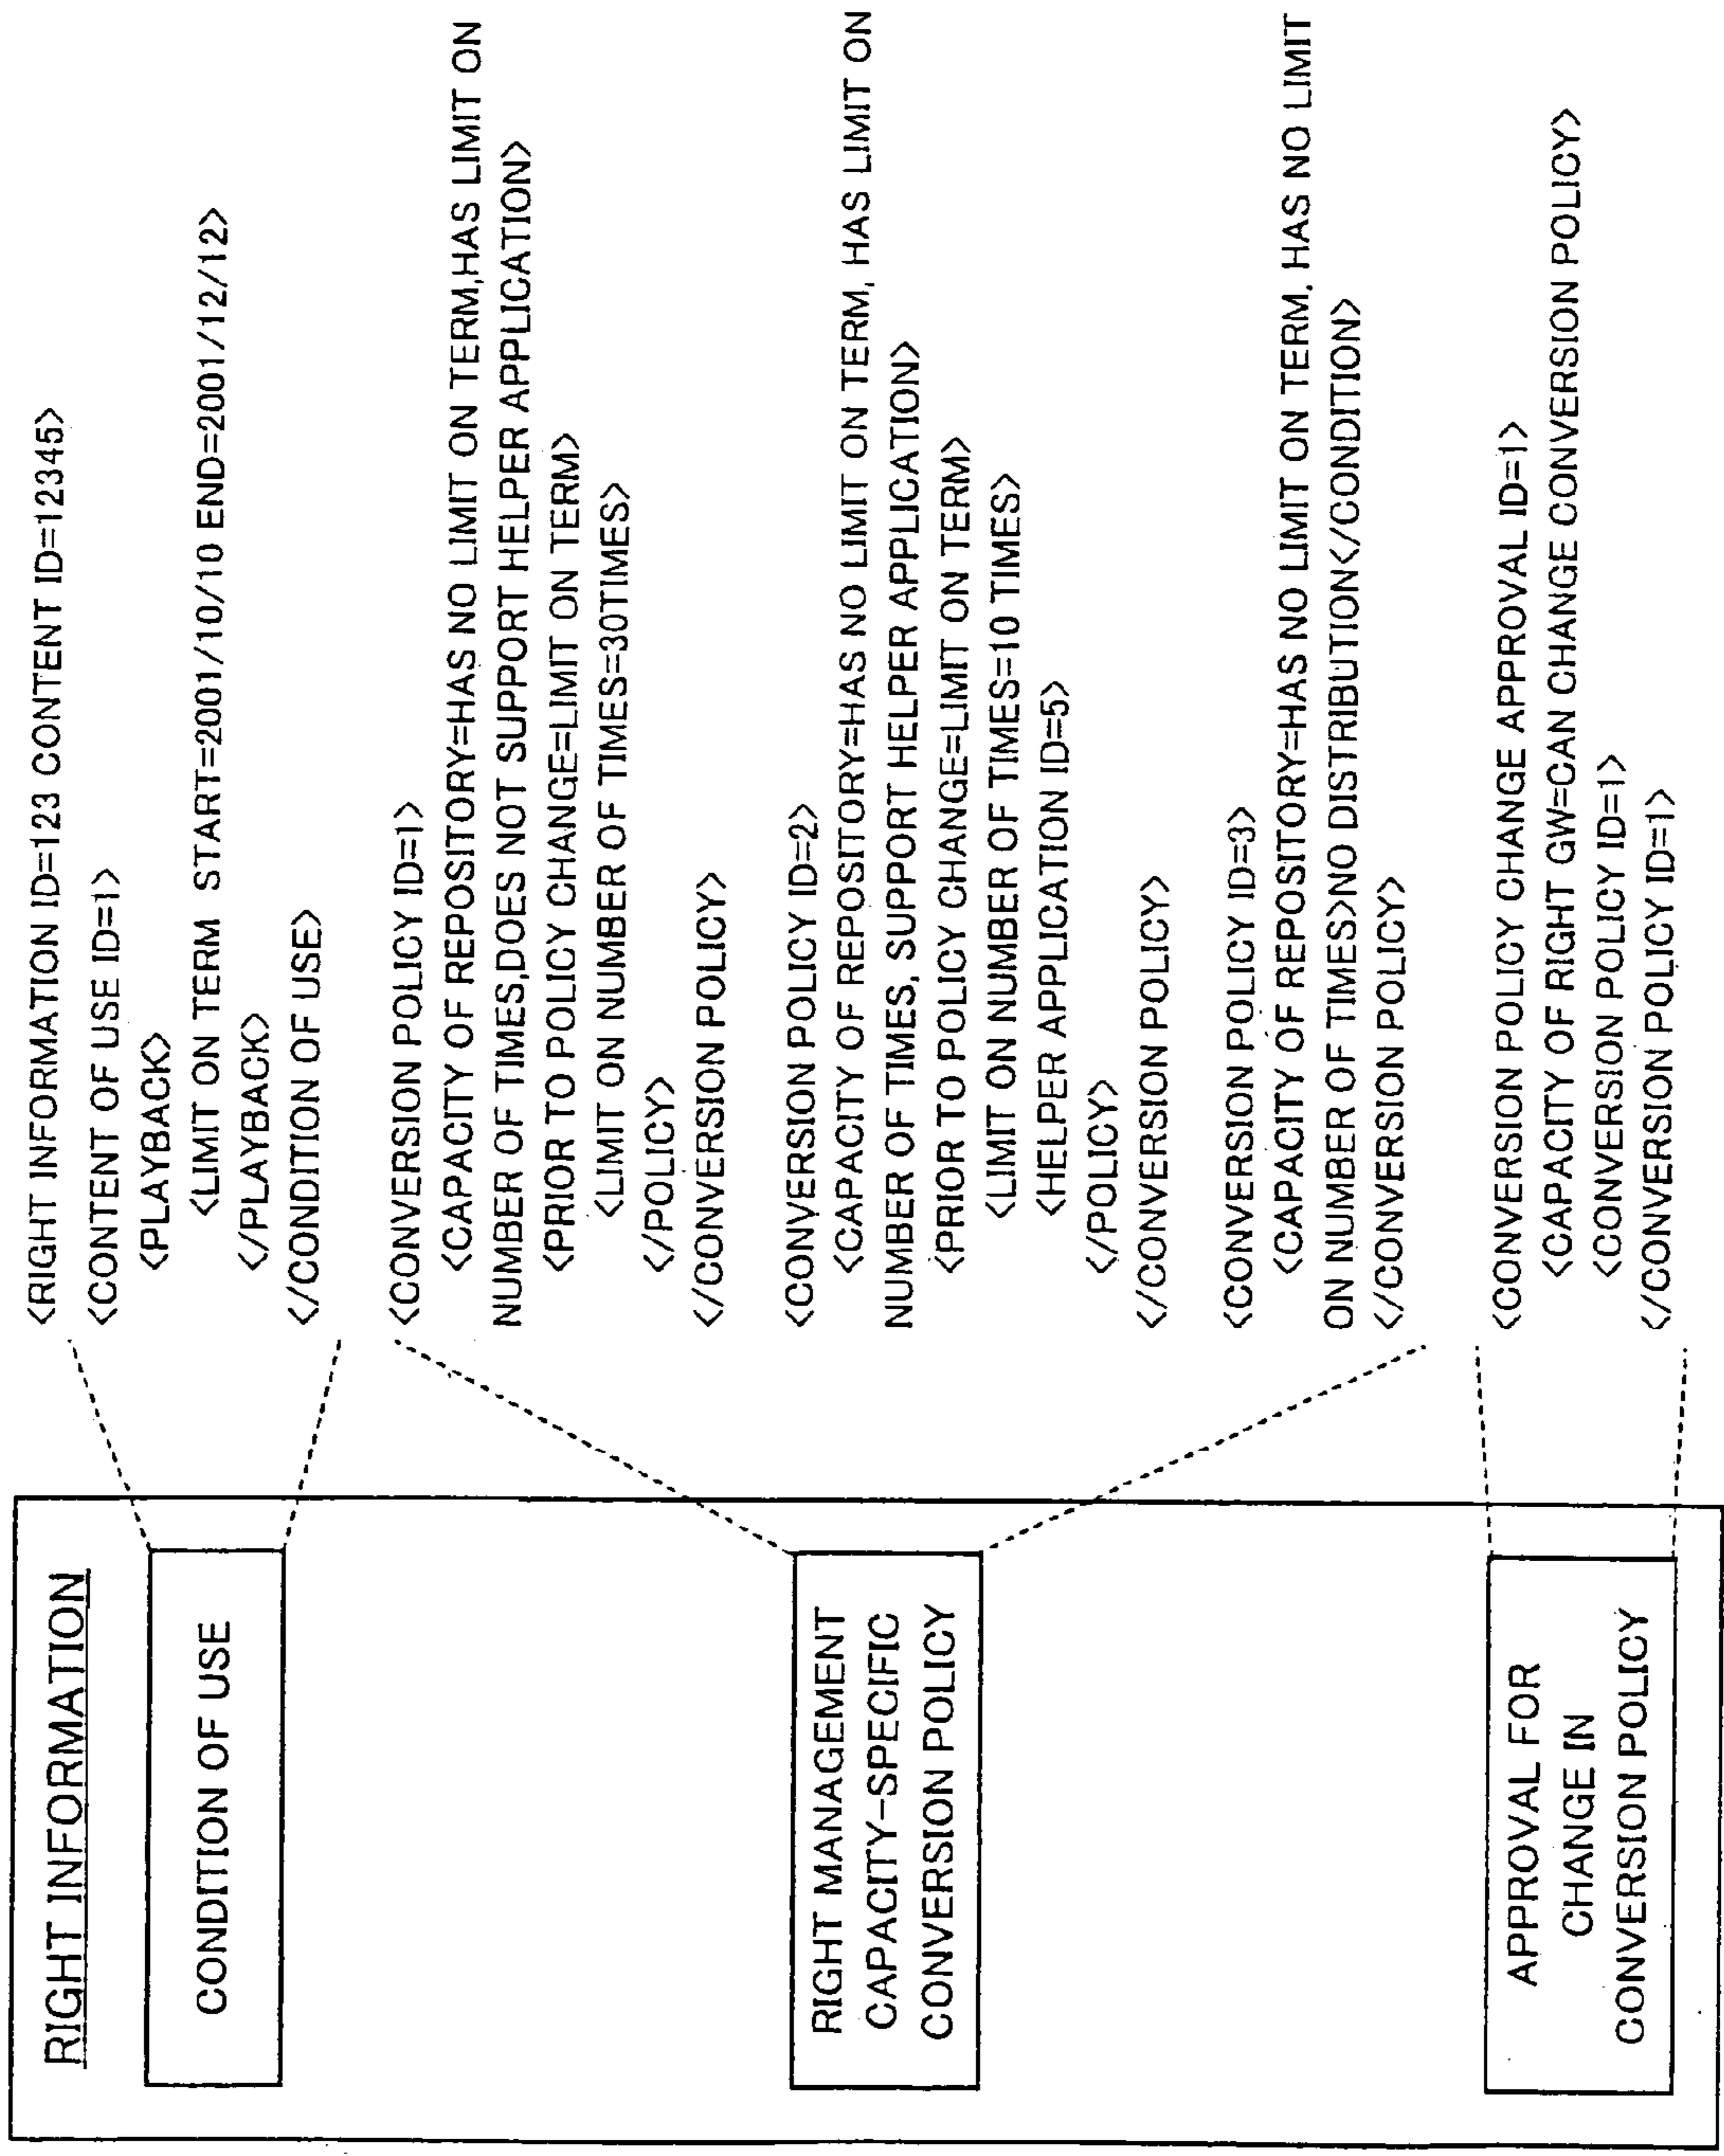 RIGHT INFORMATION
CONDITION OF USE
RIGHT MANAGEMENT
CAPACITY-SPECIFIC
CONVERSION POLICY
APPROVAL FOR
CHANGE IN
CONVERSION POLICY
<RIGHT INFORMATION ID=123 CONTENT ID=12345>
<CONTENT OF USE ID=1>
<PLAYBACK>
<LIMIT ON TERM START=2001/10/10 END=2001/12/12>
</PLAYBACK>
</CONDITION OF USE>
<CONVERSION POLICY ID=1>
<CAPACITY OF REPOSITORY=HAS NO LIMIT ON TERM,HAS LIMIT ON
NUMBER OF TIMES,DOES NOT SUPPORT HELPER APPLICATION>
<PRIOR TO POLICY CHANGE=LIMIT ON TERM>
<LIMIT ON NUMBER OF TIMES=30TIMES>
</POLICY>
</CONVERSION POLICY>
<CONVERSION POLICY ID=2>
<CAPACITY OF REPOSITORY=HAS NO LIMIT ON TERM, HAS LIMIT ON
NUMBER OF TIMES, SUPPORT HELPER APPLICATION>
<PRIOR TO POLICY CHANGE=LIMIT ON TERM>
<LIMIT ON NUMBER OF TIMES=10 TIMES>
<HELPER APPLICATION ID=5>
</POLICY>
</CONVERSION POLICY>
<CONVERSION POLICY ID=3>
<CAPACITY OF REPOSITORY=HAS NO LIMIT ON TERM, HAS NO LIMIT
ON NUMBER OF TIMES>NO DISTRIBUTION</CONDITION>
</CONVERSION POLICY>
<CONVERSION POLICY CHANGE APPROVAL ID=1>
<CAPACITY OF RIGHT GW=CAN CHANGE CONVERSION POLICY>
<CONVERSION POLICY ID=1>
</CONVERSION POLICY ID=1>